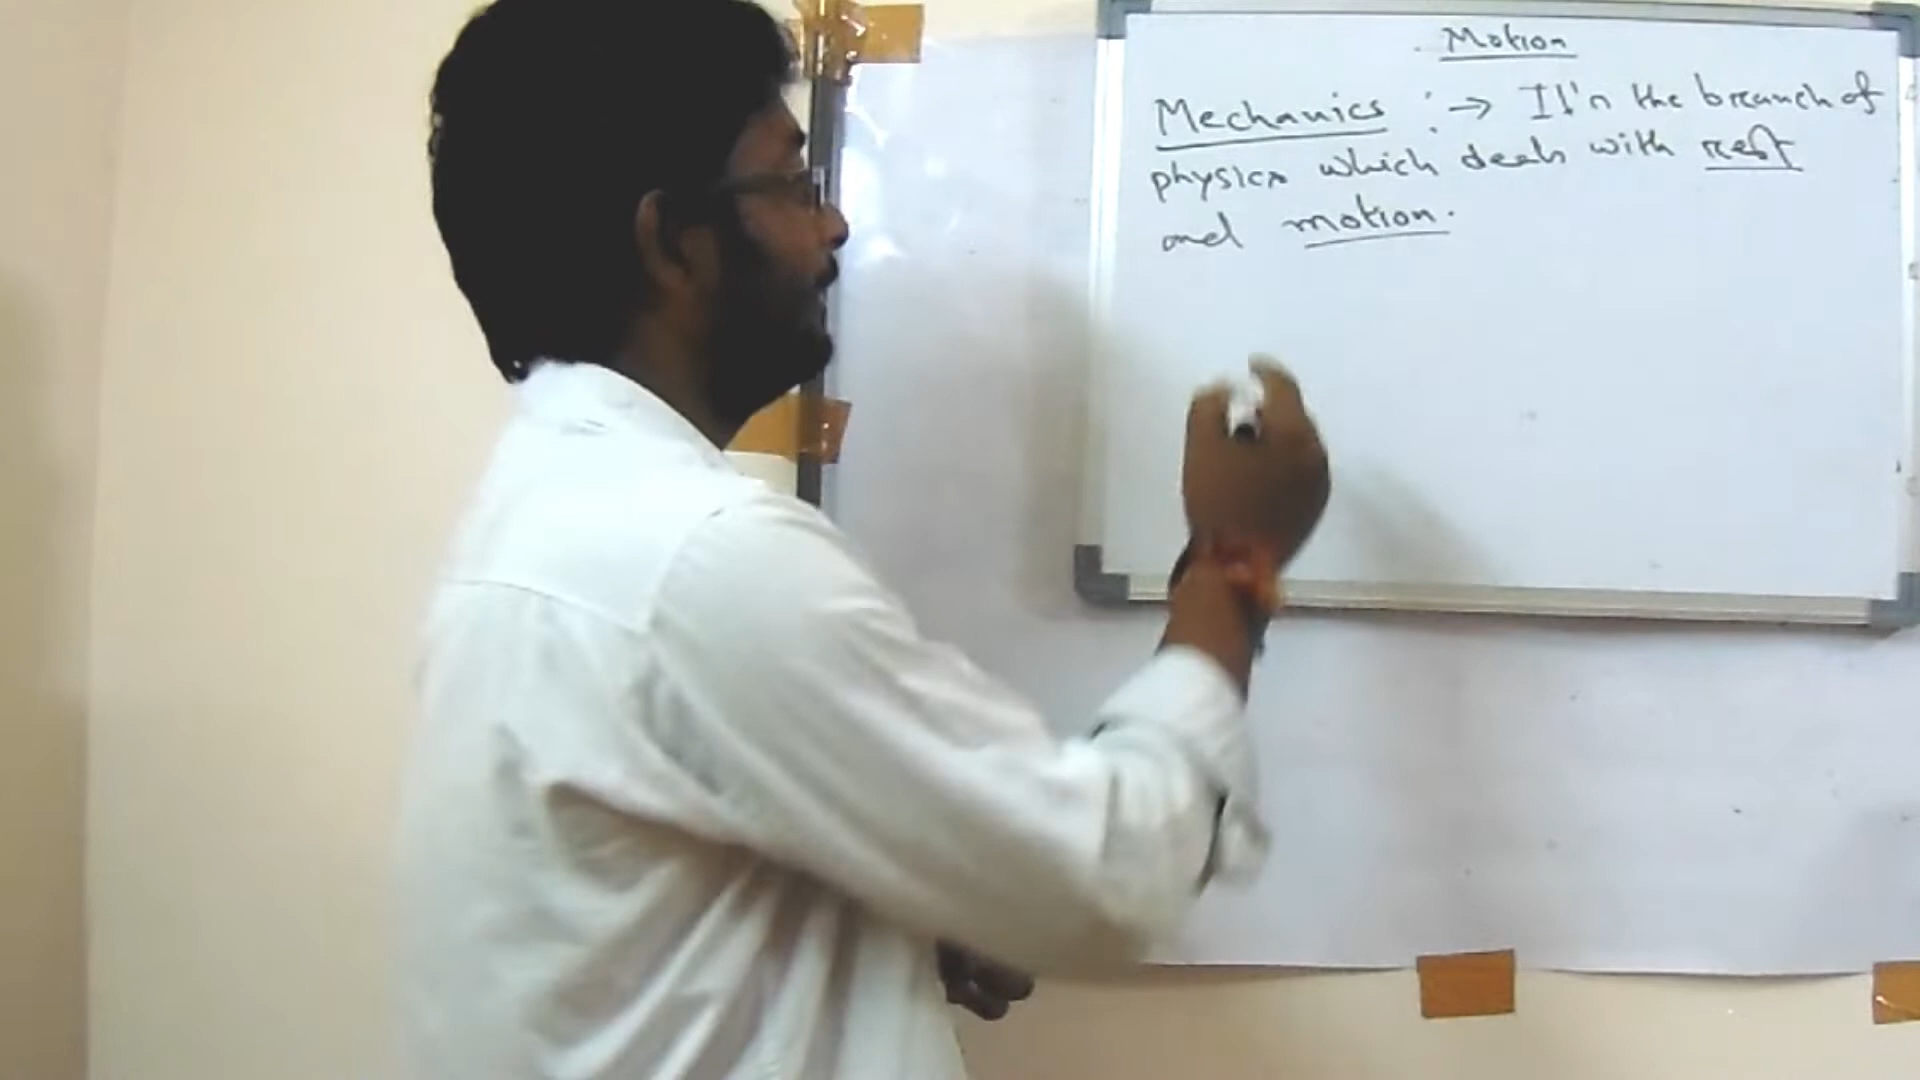 Motion
Mechanics :→ It's the branch of
physics which deals with rest
and motion.